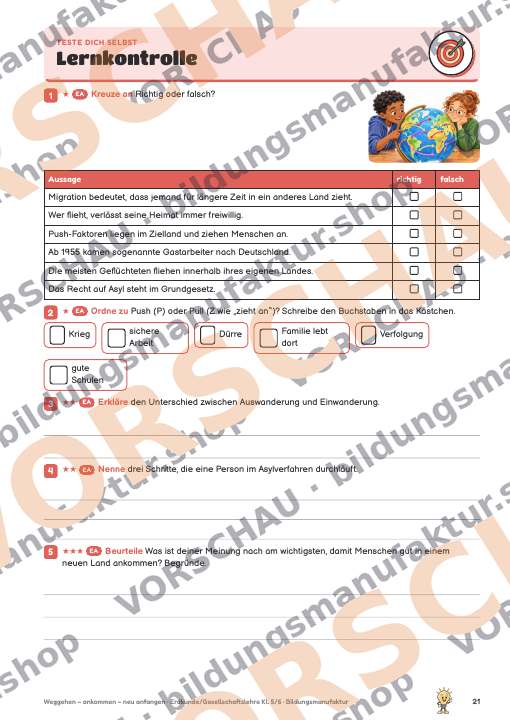 TESTE DICH SELBST
Lernkontrolle
1 ★ EA Kreuze an Richtig oder falsch?
Aussage richtig falsch
Migration bedeutet, dass jemand für längere Zeit in ein anderes Land zieht.
Wer flieht, verlässt seine Heimat immer freiwillig.
Push-Faktoren liegen im Zielland und ziehen Menschen an.
Ab 1955 kamen sogenannte Gastarbeiter nach Deutschland.
Die meisten Geflüchteten fliehen innerhalb ihres eigenen Landes.
Das Recht auf Asyl steht im Grundgesetz.
2 ★ EA Ordne zu Push (P) oder Pull (Z wie „zieht an“)? Schreibe den Buchstaben in das Kästchen.
Krieg
sichere
Arbeit
Dürre
Familie lebt
dort
Verfolgung
gute
Schulen
3 ★★ EA Erkläre den Unterschied zwischen Auswanderung und Einwanderung.
4 ★★ EA Nenne drei Schritte, die eine Person im Asylverfahren durchläuft.
5 ★★★ EA Beurteile Was ist deiner Meinung nach am wichtigsten, damit Menschen gut in einem
neuen Land ankommen? Begründe.
Weggehen – ankommen – neu anfangen · Erdkunde/Gesellschaftslehre Kl. 5/6 · Bildungsmanufaktur
21
VORSCHAU · bildungsmanufaktur.shop
VORSCHAU